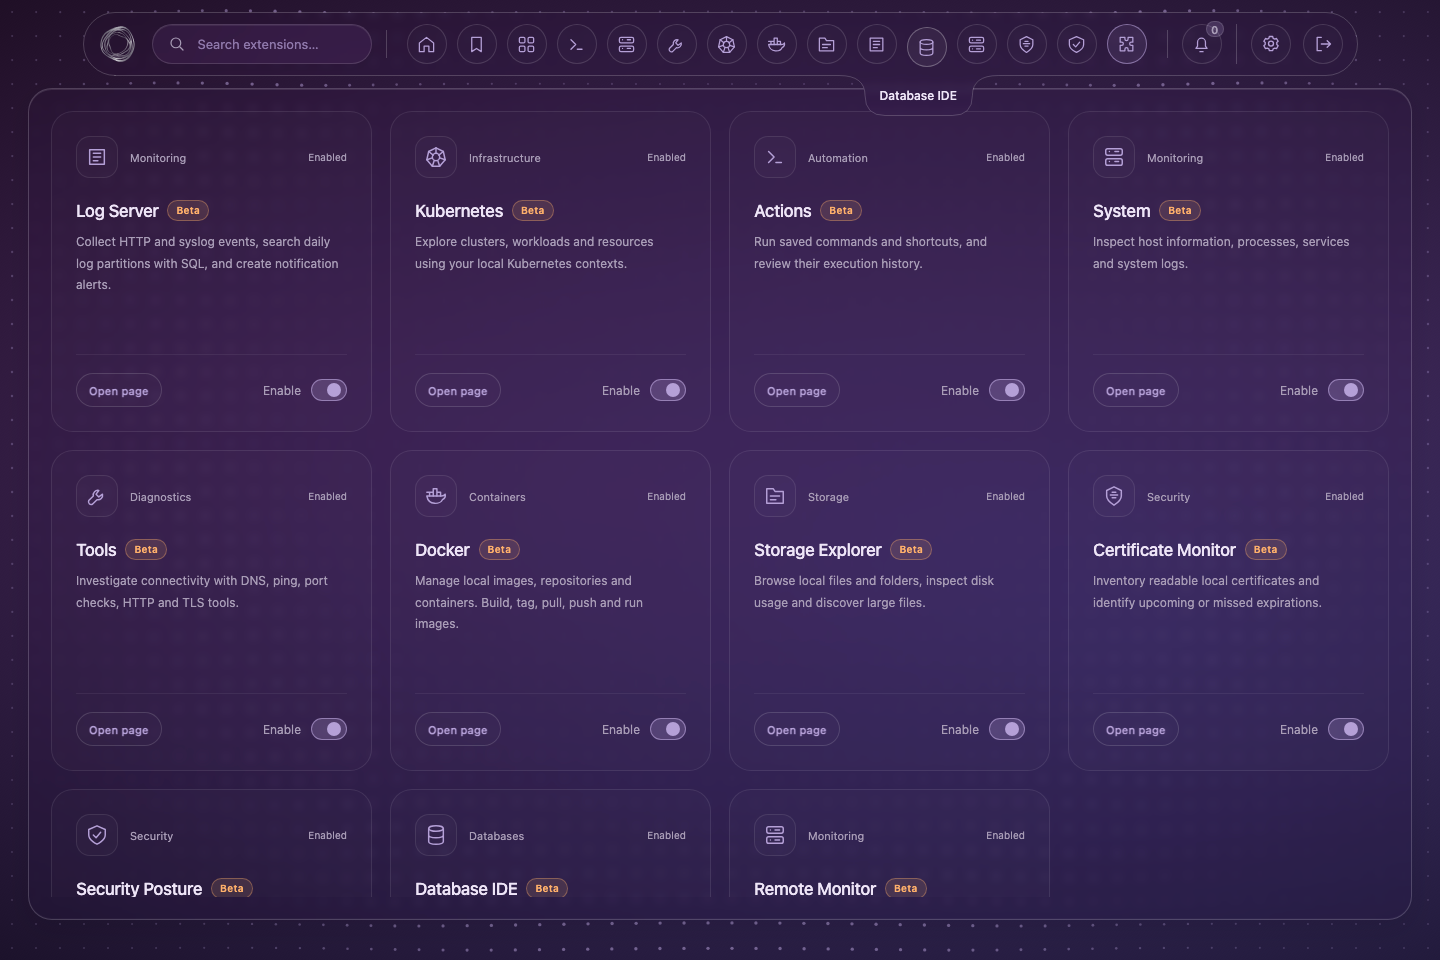 Search extensions...
0
Database IDE
Monitoring
Enabled
Log Server
Beta
Collect HTTP and syslog events, search daily
log partitions with SQL, and create notification
alerts.
Open page
Enable
Infrastructure
Enabled
Kubernetes
Beta
Explore clusters, workloads and resources
using your local Kubernetes contexts.
Open page
Enable
Automation
Enabled
Actions
Beta
Run saved commands and shortcuts, and
review their execution history.
Open page
Enable
Monitoring
Enabled
System
Beta
Inspect host information, processes, services
and system logs.
Open page
Enable
Diagnostics
Enabled
Tools
Beta
Investigate connectivity with DNS, ping, port
checks, HTTP and TLS tools.
Open page
Enable
Containers
Enabled
Docker
Beta
Manage local images, repositories and
containers. Build, tag, pull, push and run
images.
Open page
Enable
Storage
Enabled
Storage Explorer
Beta
Browse local files and folders, inspect disk
usage and discover large files.
Open page
Enable
Security
Enabled
Certificate Monitor
Beta
Inventory readable local certificates and
identify upcoming or missed expirations.
Open page
Enable
Security
Enabled
Security Posture
Beta
Databases
Enabled
Database IDE
Beta
Monitoring
Enabled
Remote Monitor
Beta